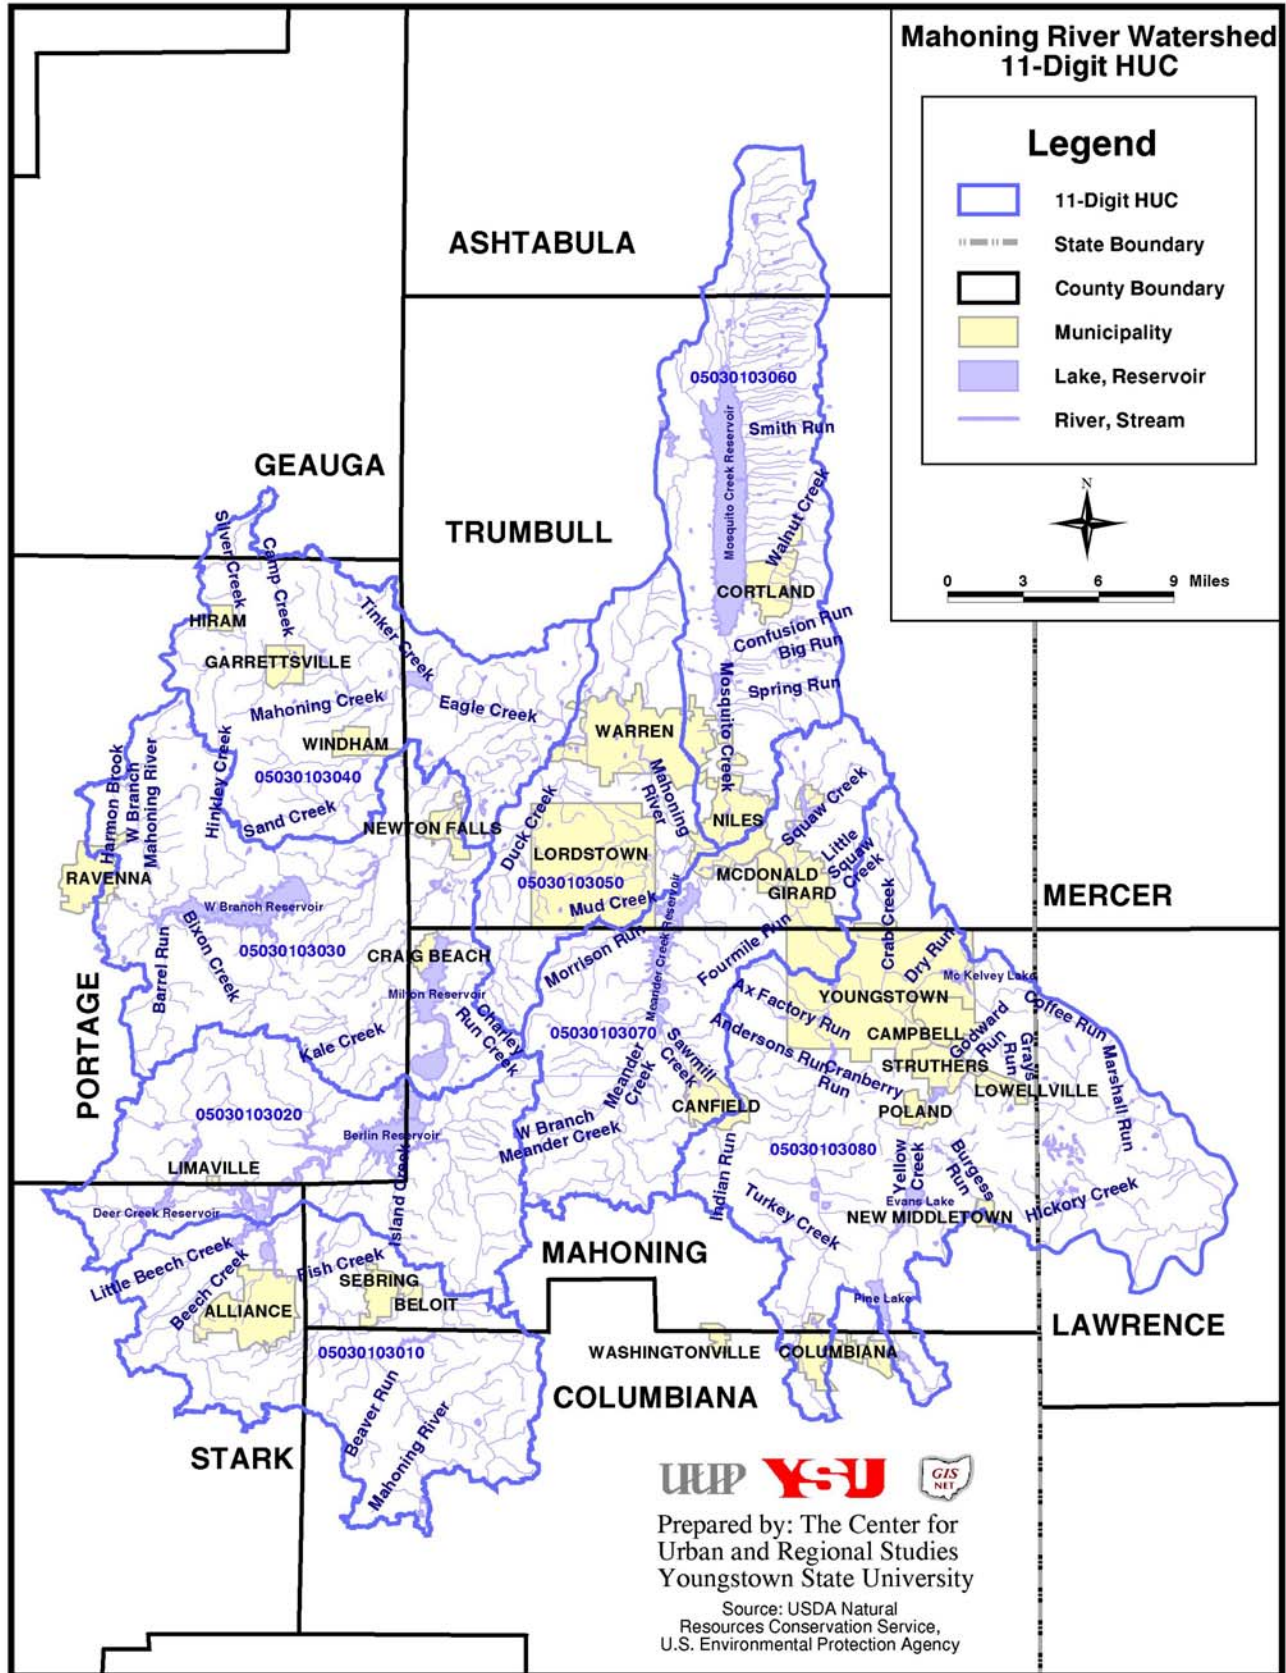 Mahoning River Watershed
11-Digit HUC
Legend
11-Digit HUC
State Boundary
County Boundary
Municipality
Lake, Reservoir
River, Stream
N
0 3 6 9 Miles
ASHTABULA
05030103060
Smith Run
Mosquito Creek Reservoir
GEAUGA
Walnut Creek
TRUMBULL
Silver Creek
Camp Creek
CORTLAND
HIRAM
Tinker Creek
Confusion Run
Big Run
GARRETTSVILLE
Spring Run
Mahoning Creek
Eagle Creek
Mosquito Creek
WARREN
WINDHAM
Harmon Brook
W Branch
Mahoning River
Hinkley Creek
05030103040
Mahoning
River
Squaw Creek
Sand Creek
NEWTON FALLS
Duck Creek
NILES
Little
Squaw
Creek
LORDSTOWN
RAVENNA
05030103050
MCDONALD
GIRARD
MERCER
W Branch Reservoir
Mud Creek
Crab Creek
Bixon Creek
05030103030
CRAIG BEACH
Morrison Run
Meander Creek Reservoir
Fourmile Run
Dry Run
Mc Kelvey Lake
Barrel Run
Milton Reservoir
Ax Factory Run
YOUNGSTOWN
Coffee Run
PORTAGE
Kale Creek
Charley
Run Creek
05030103070
Andersons Run
CAMPBELL
Godward
Run
Grays
Run
Marshall Run
Sawmill
Creek
Meander
Creek
Cranberry
Run
STRUTHERS
LOWELLVILLE
05030103020
CANFIELD
POLAND
Berlin Reservoir
W Branch
Meander Creek
05030103080
LIMAVILLE
Island Creek
Indian Run
Yellow
Creek
Burgess
Run
Hickory Creek
Deer Creek Reservoir
Turkey Creek
Evans Lake
NEW MIDDLETOWN
Little Beech Creek
Beech Creek
Fish Creek
MAHONING
SEBRING
BELOIT
ALLIANCE
Pine Lake
LAWRENCE
05030103010
WASHINGTONVILLE
COLUMBIANA
COLUMBIANA
Beaver Run
Mahoning River
STARK
UUP YSU GIS
NET
Prepared by: The Center for
Urban and Regional Studies
Youngstown State University
Source: USDA Natural
Resources Conservation Service,
U.S. Environmental Protection Agency